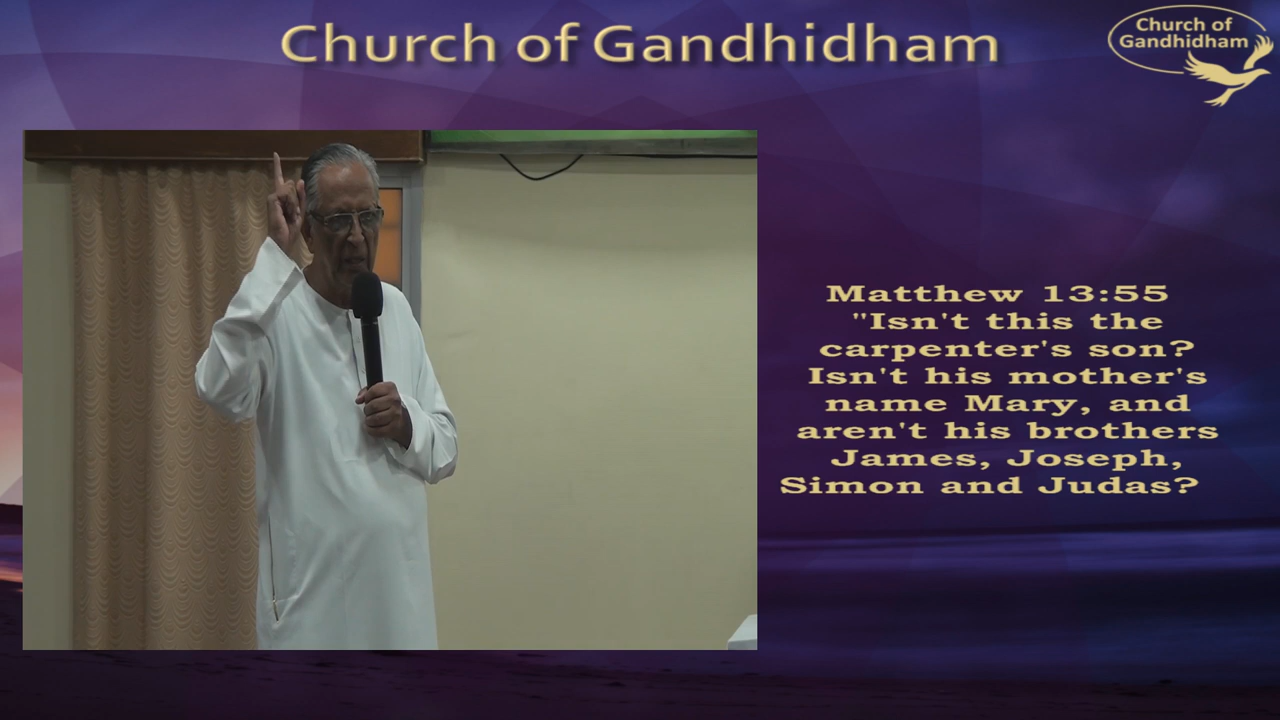 Church of Gandhidham
Church of
Gandhidham
Matthew 13:55
"Isn't this the
carpenter's son?
Isn't his mother's
name Mary, and
aren't his brothers
James, Joseph,
Simon and Judas?